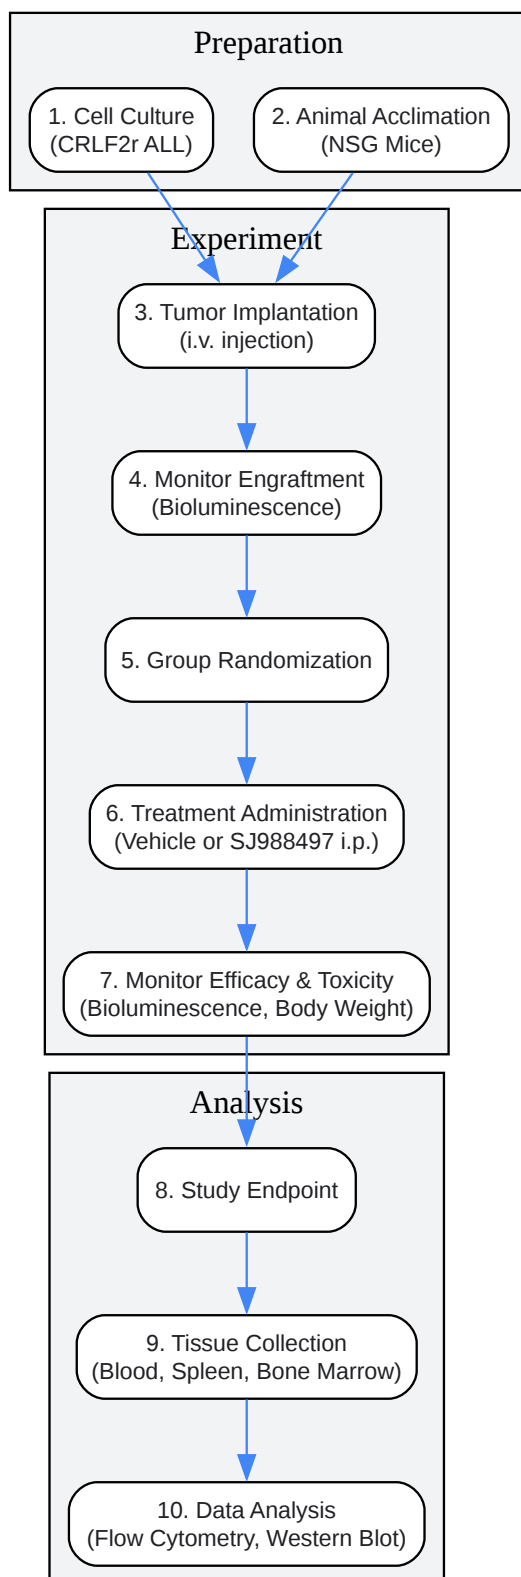 Preparation
1. Cell Culture
(CRLF2r ALL)
2. Animal Acclimation
(NSG Mice)
Experiment
3. Tumor Implantation
(i.v. injection)
4. Monitor Engraftment
(Bioluminescence)
5. Group Randomization
6. Treatment Administration
(Vehicle or SJ988497 i.p.)
7. Monitor Efficacy & Toxicity
(Bioluminescence, Body Weight)
Analysis
8. Study Endpoint
9. Tissue Collection
(Blood, Spleen, Bone Marrow)
10. Data Analysis
(Flow Cytometry, Western Blot)